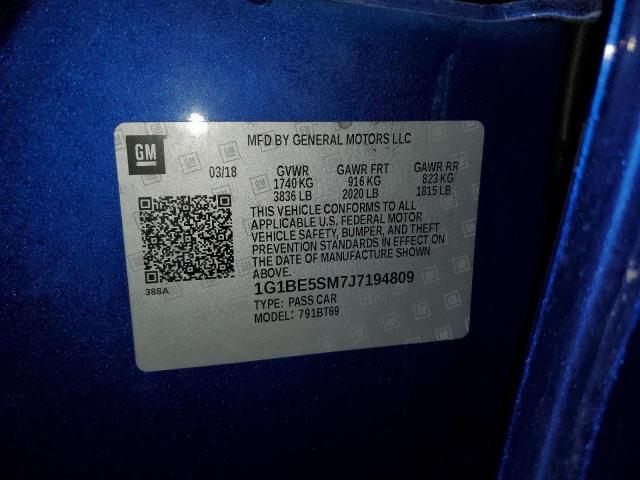 MFD BY GENERAL MOTORS LLC
GM
03/18 GVWR GAWR FRT GAWR RR
1740 KG 916 KG 823 KG
3836 LB 2020 LB 1815 LB
THIS VEHICLE CONFORMS TO ALL
APPLICABLE U.S. FEDERAL MOTOR
VEHICLE SAFETY, BUMPER, AND THEFT
PREVENTION STANDARDS IN EFFECT ON
THE DATE OF MANUFACTURE SHOWN
ABOVE.
388A
1G1BE5SM7J7194809
TYPE: PASS CAR
MODEL: 791BT69